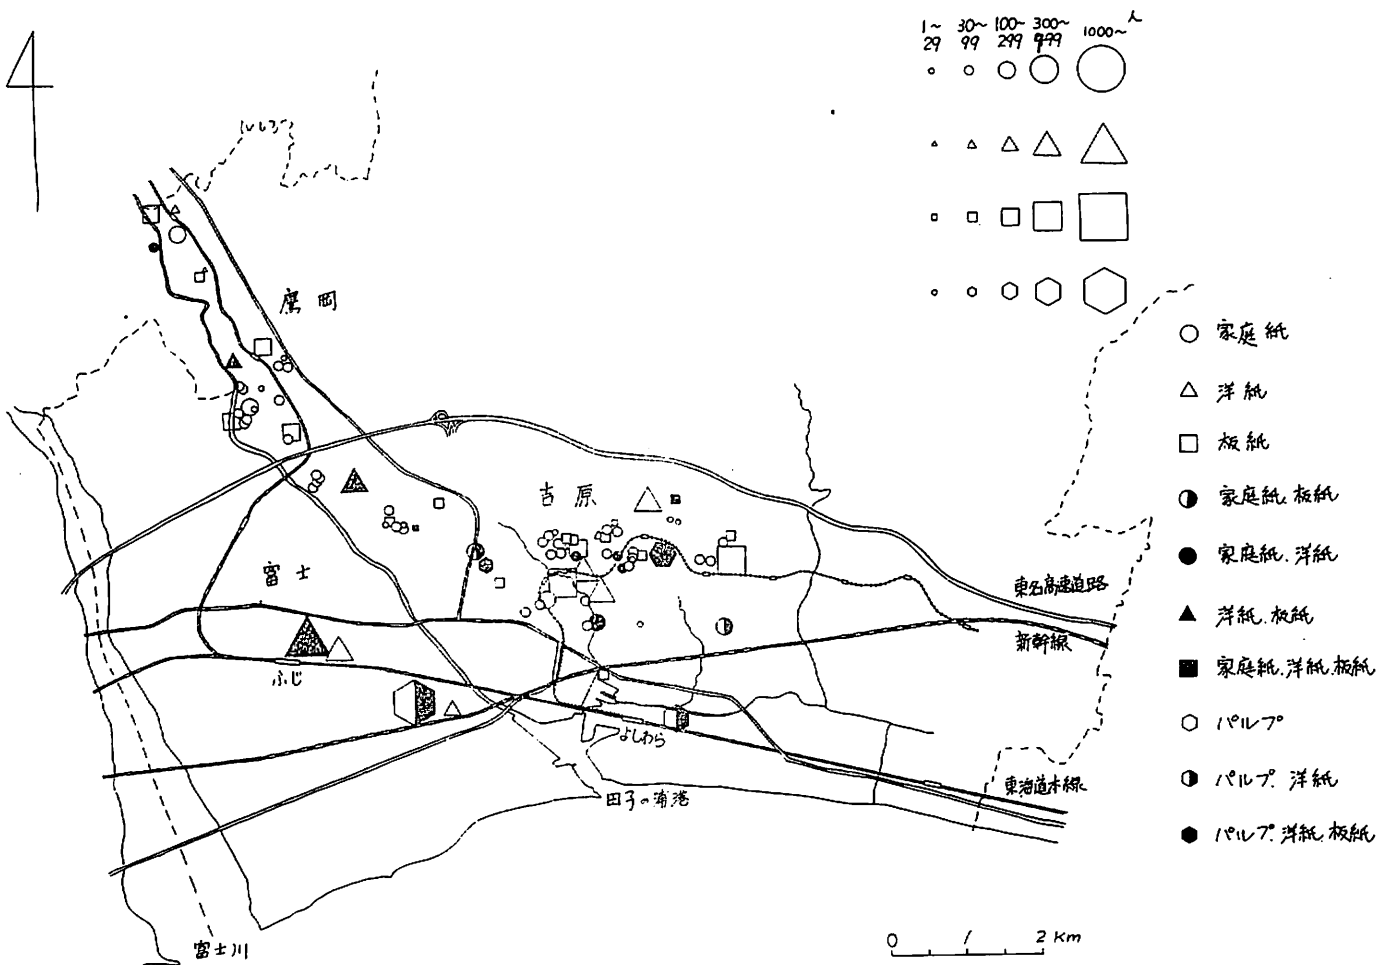 1~ 30~ 100~ 300~ 1000~ 人
29 99 299 999
鷹岡
吉原
富士
ふじ
よしわら
田子の浦港
富士川
東名高速道路
新幹線
東海道本線
家庭紙
洋紙
板紙
家庭紙.板紙
家庭紙.洋紙
洋紙.板紙
家庭紙.洋紙.板紙
パルプ
パルプ.洋紙
パルプ.洋紙.板紙
0 1 2 Km